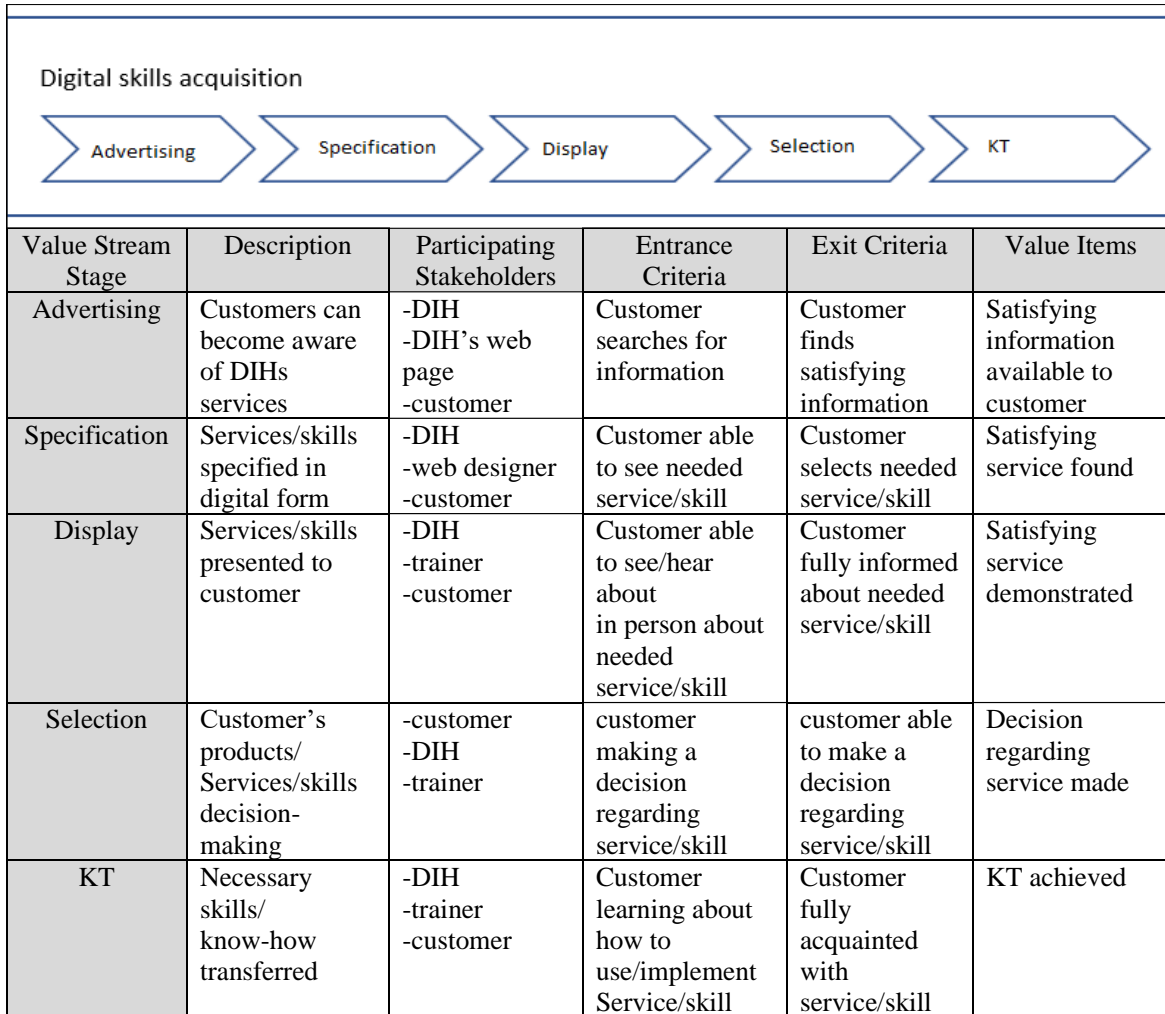 Digital skills acquisition
Advertising
Specification
Display
Selection
KT
Value Stream
Stage
Description
Participating
Stakeholders
Entrance
Criteria
Exit Criteria
Value Items
Advertising
Customers can
become aware
of DIHs
services
-DIH
-DIH’s web
page
-customer
Customer
searches for
information
Customer
finds
satisfying
information
Satisfying
information
available to
customer
Specification
Services/skills
specified in
digital form
-DIH
-web designer
-customer
Customer able
to see needed
service/skill
Customer
selects needed
service/skill
Satisfying
service found
Display
Services/skills
presented to
customer
-DIH
-trainer
-customer
Customer able
to see/hear
about
in person about
needed
service/skill
Customer
fully informed
about needed
service/skill
Satisfying
service
demonstrated
Selection
Customer’s
products/
Services/skills
decision-
making
-customer
-DIH
-trainer
customer
making a
decision
regarding
service/skill
customer able
to make a
decision
regarding
service/skill
Decision
regarding
service made
KT
Necessary
skills/
know-how
transferred
-DIH
-trainer
-customer
Customer
learning about
how to
use/implement
Service/skill
Customer
fully
acquainted
with
service/skill
KT achieved